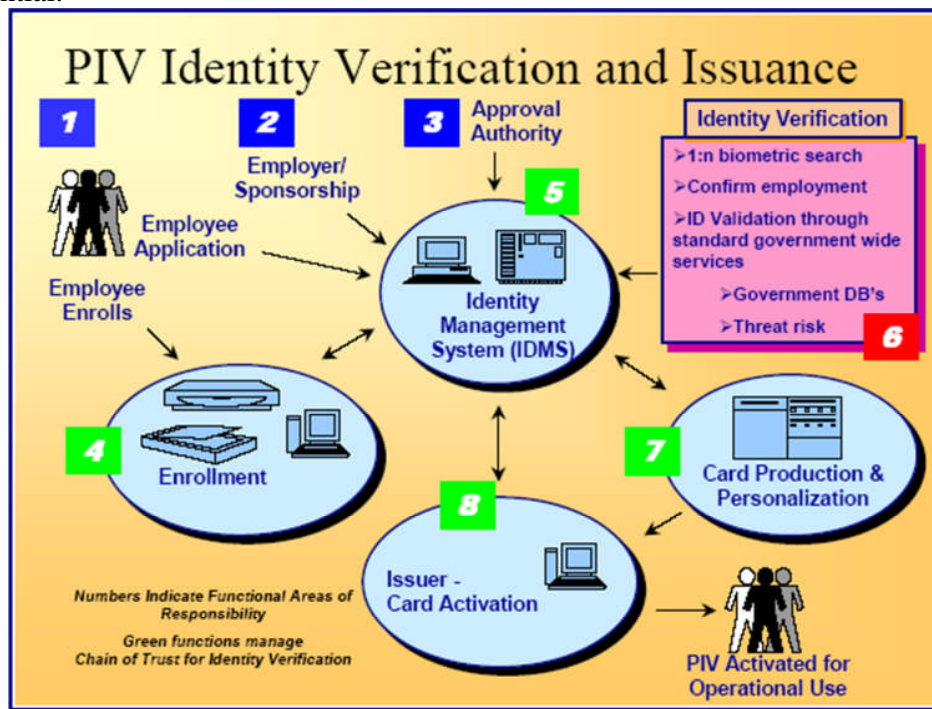 PIV Identity Verification and Issuance
1
2
3
Approval
Authority
Employer/
Sponsorship
Employee
Application
Employee
Enrolls
Identity Verification
➢1:n biometric search
➢Confirm employment
➢ID Validation through
standard government wide
services
➢Government DB's
➢Threat risk
6
5
Identity
Management
System (IDMS)
4
Enrollment
7
Card Production &
Personalization
8
Issuer -
Card Activation
Numbers Indicate Functional Areas of
Responsibility
Green functions manage
Chain of Trust for Identity Verification
PIV Activated for
Operational Use